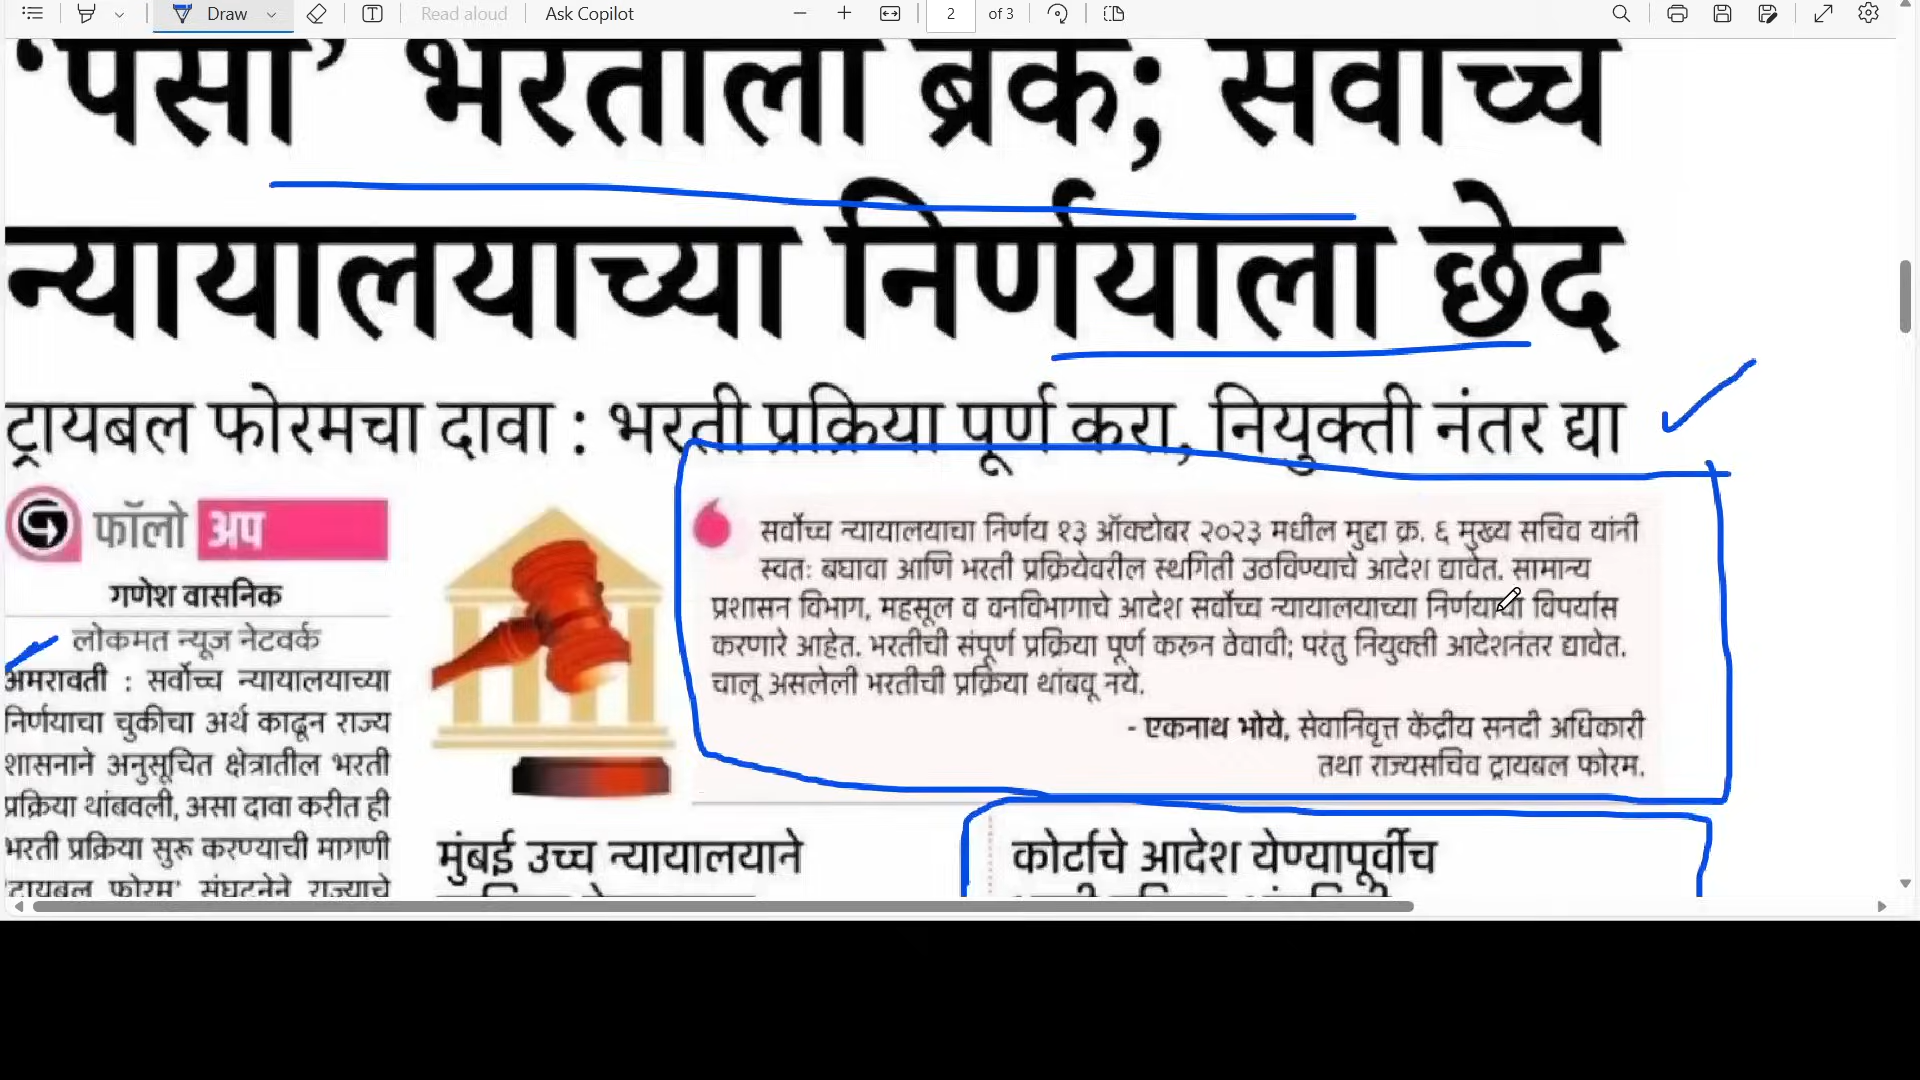 Draw
Read aloud
Ask Copilot
2
of 3
'पेसा' भरतीला ब्रेक; सर्वोच्च
न्यायालयाच्या निर्णयाला छेद
ट्रायबल फोरमचा दावा : भरती प्रक्रिया पूर्ण करा, नियुक्ती नंतर द्या
फॉलो अप
गणेश वासनिक
लोकमत न्यूज नेटवर्क
अमरावती : सर्वोच्च न्यायालयाच्या
निर्णयाचा चुकीचा अर्थ काढून राज्य
शासनाने अनुसूचित क्षेत्रातील भरती
प्रक्रिया थांबवली, असा दावा करीत ही
भरती प्रक्रिया सुरू करण्याची मागणी
'ट्रायबल फोरम' संघटनेने राज्याचे
सर्वोच्च न्यायालयाचा निर्णय १३ ऑक्टोबर २०२३ मधील मुद्दा क्र. ६ मुख्य सचिव यांनी
स्वतः बघावा आणि भरती प्रक्रियेवरील स्थगिती उठविण्याचे आदेश द्यावेत. सामान्य
प्रशासन विभाग, महसूल व वनविभागाचे आदेश सर्वोच्च न्यायालयाच्या निर्णयाचा विपर्यास
करणारे आहेत. भरतीची संपूर्ण प्रक्रिया पूर्ण करून ठेवावी; परंतु नियुक्ती आदेशनंतर द्यावेत.
चालू असलेली भरतीची प्रक्रिया थांबवू नये.
- एकनाथ भोये, सेवानिवृत्त केंद्रीय सनदी अधिकारी
तथा राज्यसचिव ट्रायबल फोरम.
मुंबई उच्च न्यायालयाने
कोर्टाचे आदेश येण्यापूर्वीच